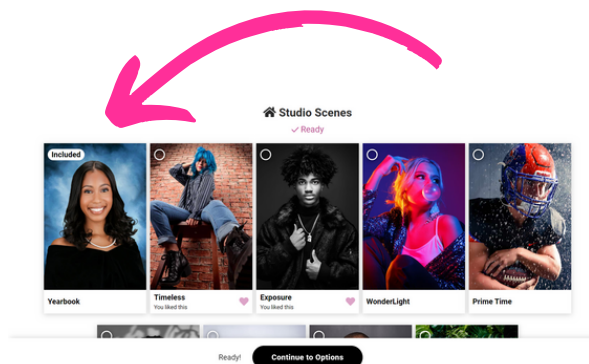 Studio Scenes
Ready
Included
Yearbook
Timeless
You liked this
Exposure
You liked this
WonderLight
Prime Time
Ready!
Continue to Options